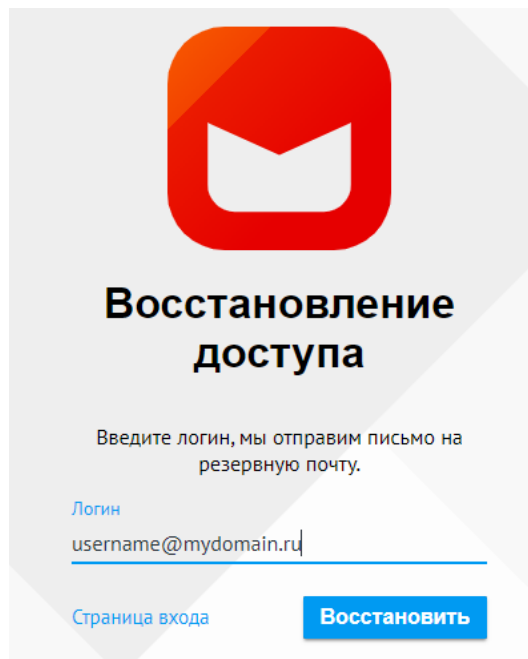 Восстановление
доступа
Введите логин, мы отправим письмо на
резервную почту.
Логин
username@mydomain.ru
Страница входа
Восстановить